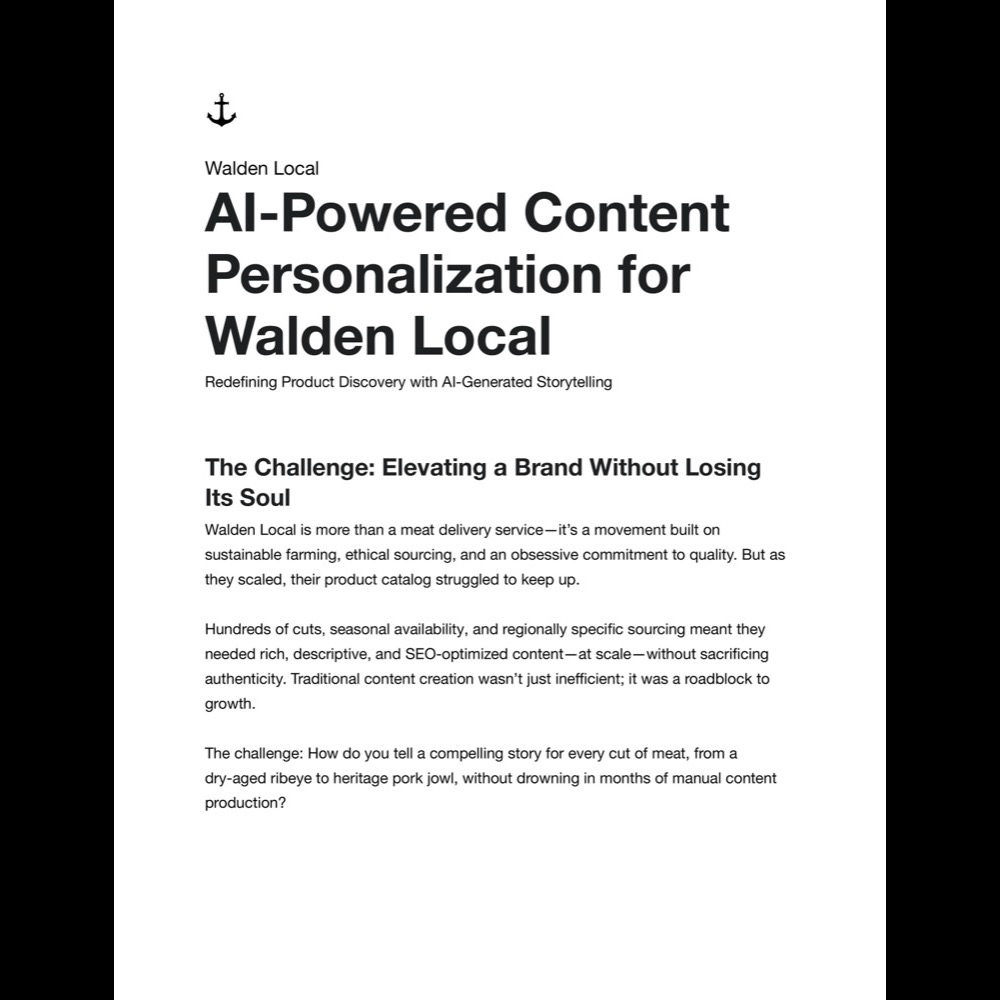 Walden Local
AI-Powered Content
Personalization for
Walden Local
Redefining Product Discovery with AI-Generated Storytelling
The Challenge: Elevating a Brand Without Losing
Its Soul
Walden Local is more than a meat delivery service—it’s a movement built on
sustainable farming, ethical sourcing, and an obsessive commitment to quality. But as
they scaled, their product catalog struggled to keep up.
Hundreds of cuts, seasonal availability, and regionally specific sourcing meant they
needed rich, descriptive, and SEO-optimized content—at scale—without sacrificing
authenticity. Traditional content creation wasn’t just inefficient; it was a roadblock to
growth.
The challenge: How do you tell a compelling story for every cut of meat, from a
dry-aged ribeye to heritage pork jowl, without drowning in months of manual content
production?